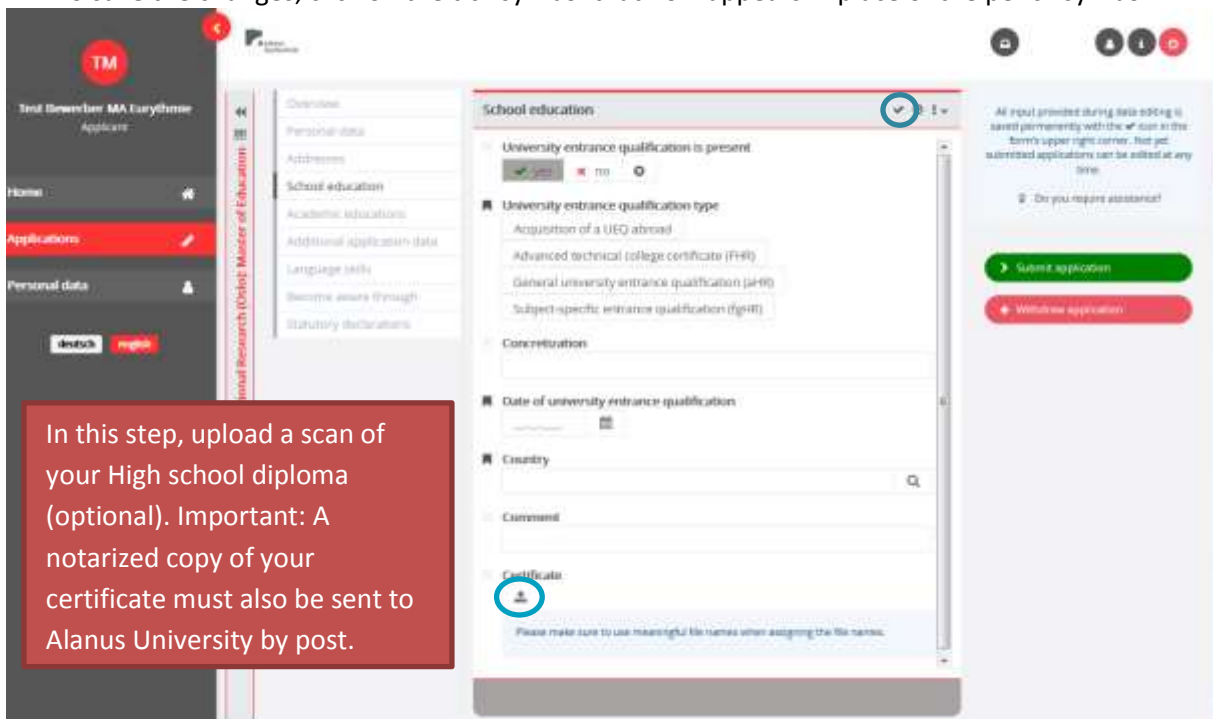 TM
Test Bewerber MA Eurythmie
Applicant
Home
Applications
Personal data
deutsch english
Research (Oslo): Master of Education
Overview
Personal data
Addresses
School education
Academic educations
Additional application data
Language skills
Become aware through
Statutory declarations
School education
University entrance qualification is present
yes no
University entrance qualification type
Acquisition of a UEQ abroad
Advanced technical college certificate (FHR)
General university entrance qualification (aHR)
Subject-specific entrance qualification (fgHR)
Concretization
Date of university entrance qualification
Country
Comment
Certificate
Please make sure to use meaningful file names when assigning the file names.
All input provided during data editing is
saved permanently with the ✔ icon in the
form's upper right corner. Not yet
submitted applications can be edited at any
time.
Do you require assistance?
Submit application
Withdraw application
In this step, upload a scan of
your High school diploma
(optional). Important: A
notarized copy of your
certificate must also be sent to
Alanus University by post.